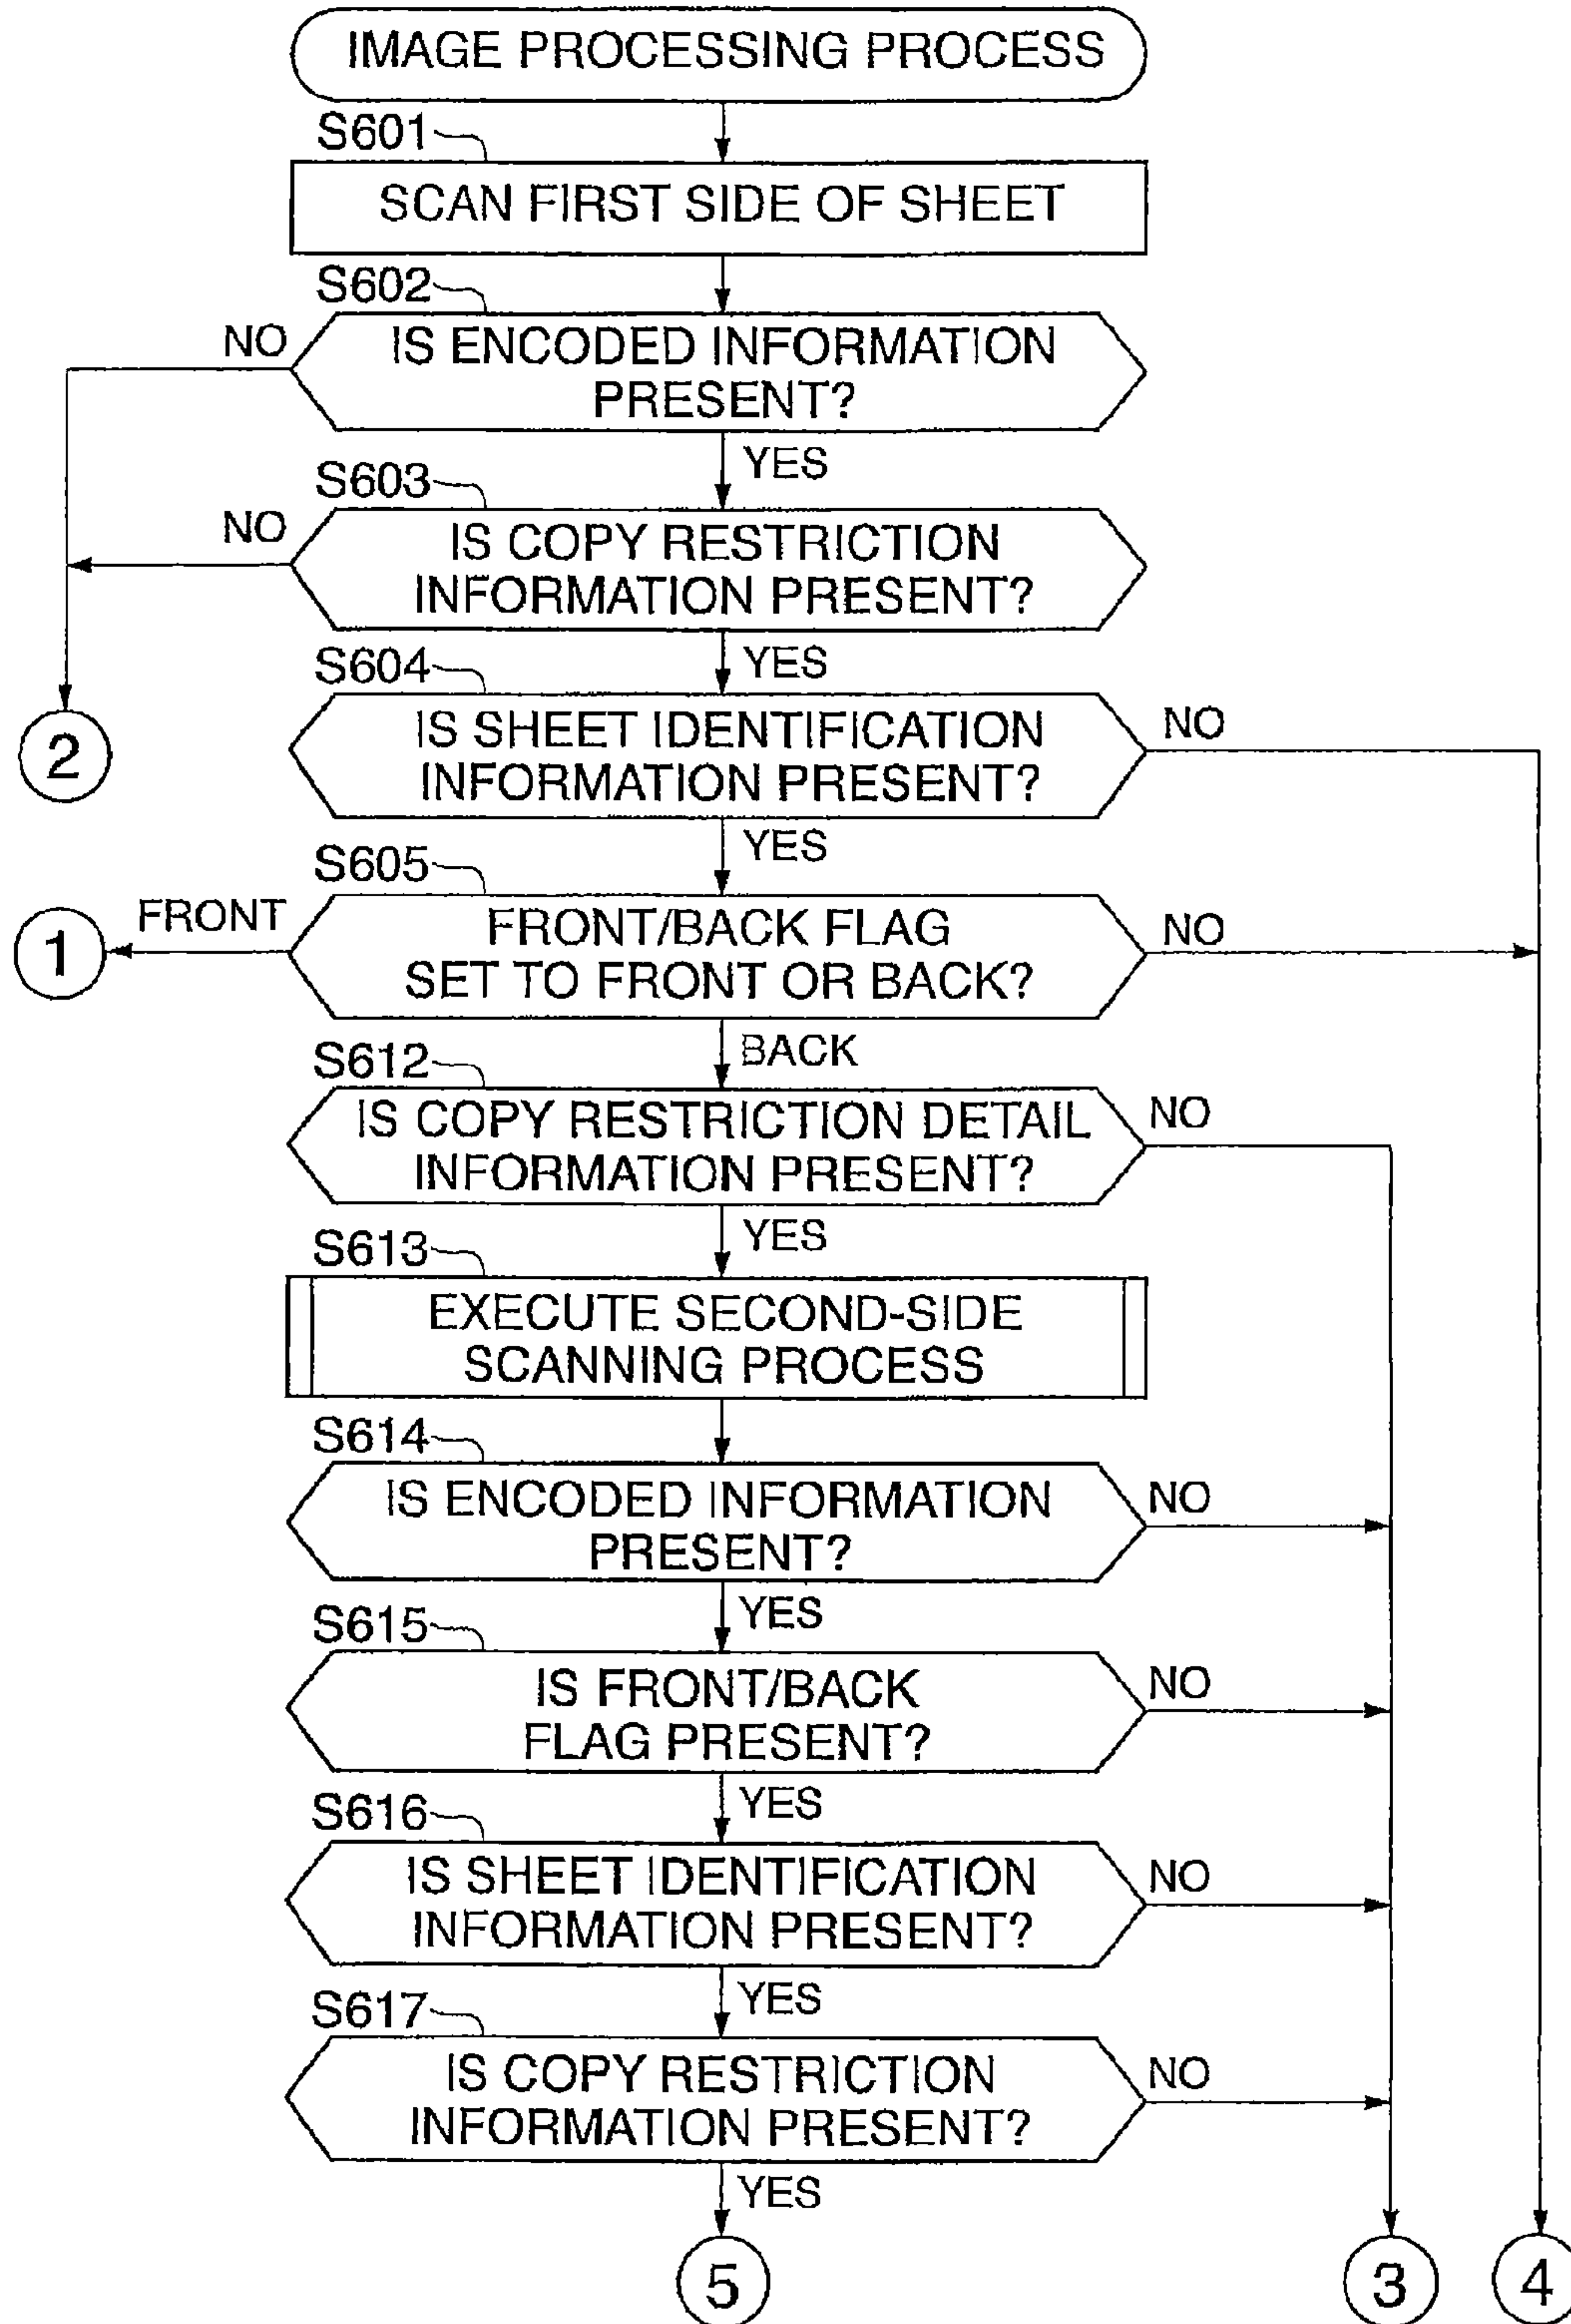 IMAGE PROCESSING PROCESS
S601
SCAN FIRST SIDE OF SHEET
S602
NO
IS ENCODED INFORMATION
PRESENT?
YES
S603
NO
IS COPY RESTRICTION
INFORMATION PRESENT?
YES
S604
IS SHEET IDENTIFICATION
INFORMATION PRESENT?
NO
2
YES
S605
FRONT
1
FRONT/BACK FLAG
SET TO FRONT OR BACK?
NO
BACK
S612
IS COPY RESTRICTION DETAIL
INFORMATION PRESENT?
NO
YES
S613
EXECUTE SECOND-SIDE
SCANNING PROCESS
S614
IS ENCODED INFORMATION
PRESENT?
NO
YES
S615
IS FRONT/BACK
FLAG PRESENT?
NO
YES
S616
IS SHEET IDENTIFICATION
INFORMATION PRESENT?
NO
YES
S617
IS COPY RESTRICTION
INFORMATION PRESENT?
NO
YES
5
3
4